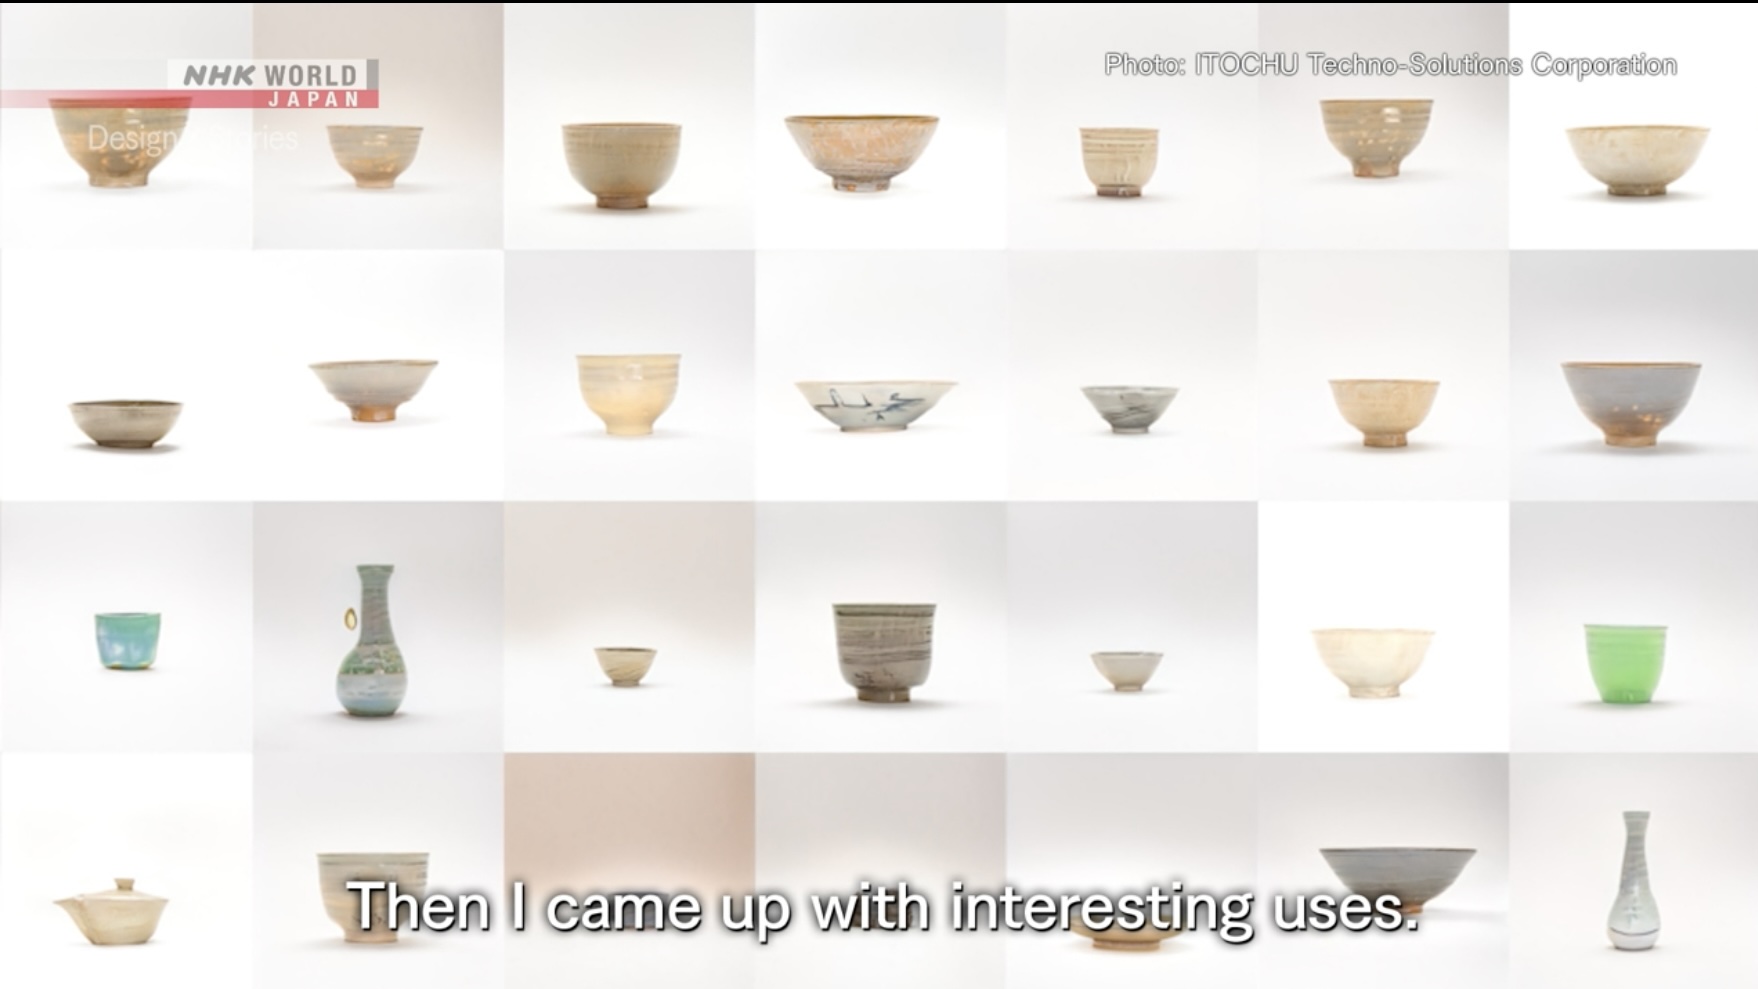 NHK WORLD
JAPAN
Photo: ITOCHU Techno-Solutions Corporation
Design Stories
Then I came up with interesting uses.